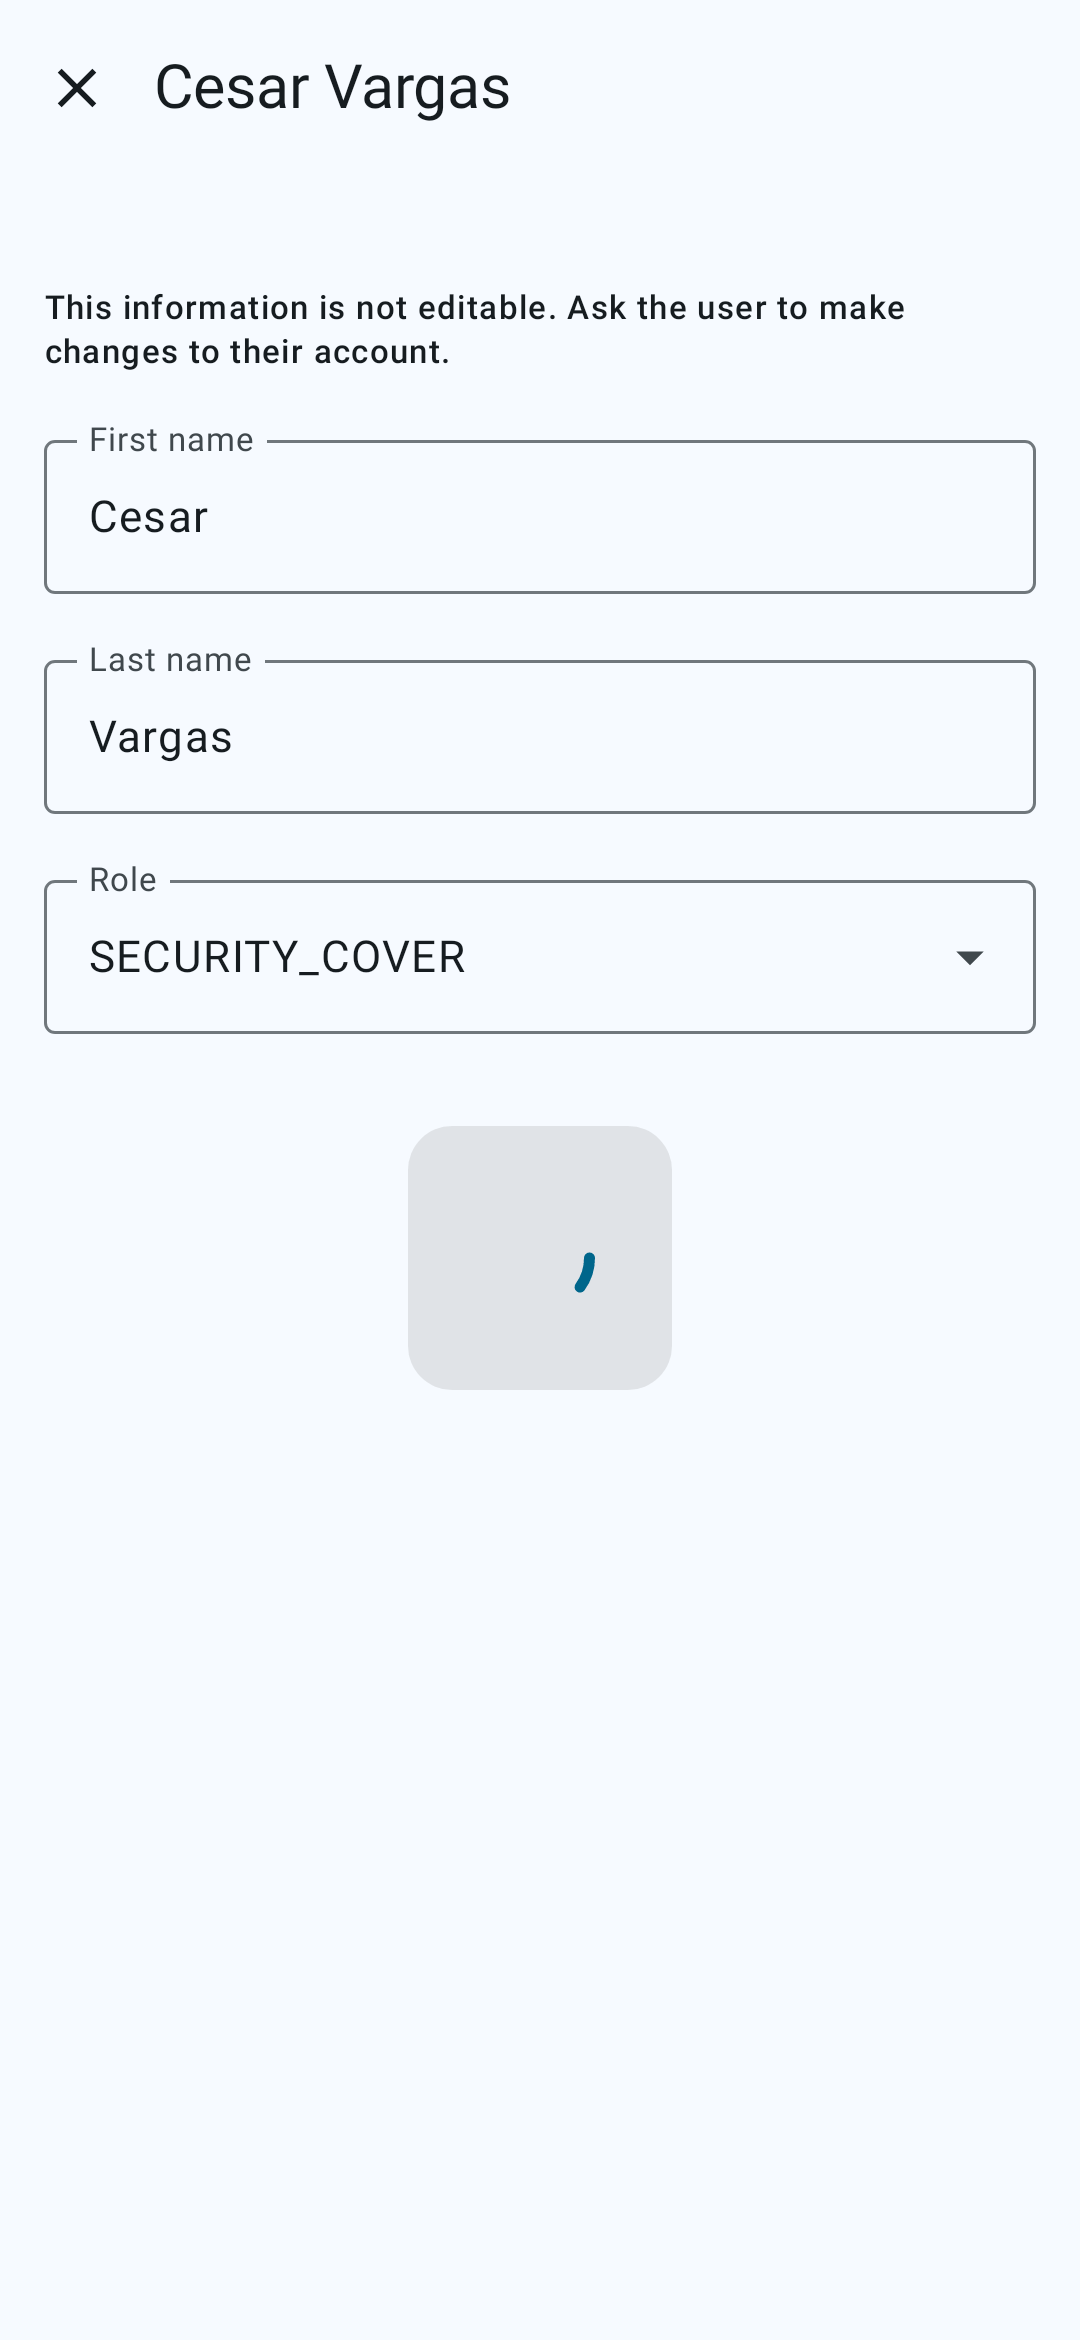 Cesar Vargas
This information is not editable. Ask the user to make
changes to their account.
First name
Cesar
Last name
Vargas
Role
SECURITY_COVER